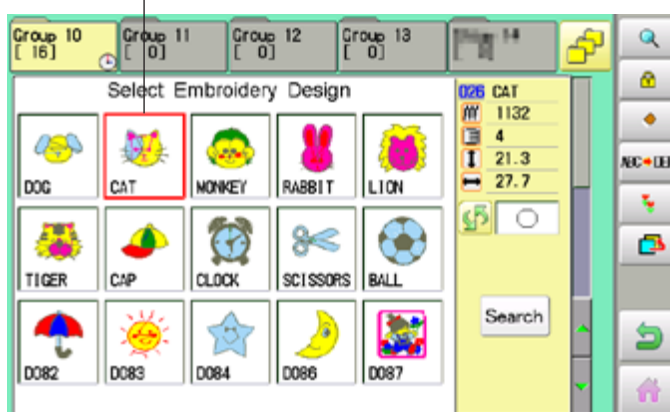 Group 10
[ 16]
Group 11
[ 0]
Group 12
[ 0]
Group 13
[ 0]
14
Select Embroidery Design
026 CAT
1132
4
21.3
27.7
DOG
CAT
MONKEY
RABBIT
LION
TIGER
CAP
CLOCK
SCISSORS
BALL
Search
D082
D083
D084
D086
D087